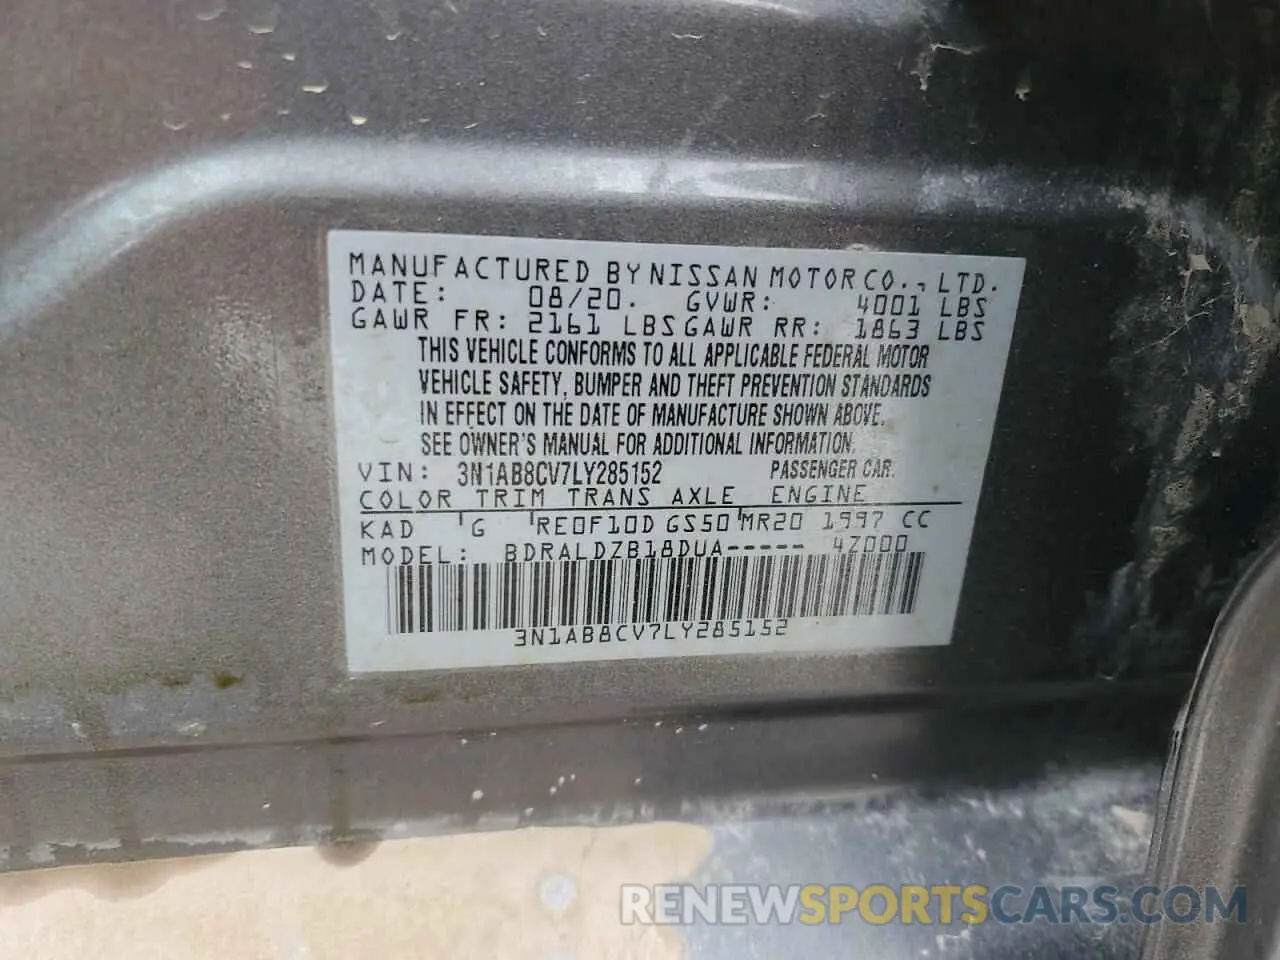 MANUFACTURED BY NISSAN MOTOR CO., LTD.
DATE: 08/20. GVWR: 4001 LBS
GAWR FR: 2161 LBS GAWR RR: 1863 LBS
THIS VEHICLE CONFORMS TO ALL APPLICABLE FEDERAL MOTOR
VEHICLE SAFETY, BUMPER AND THEFT PREVENTION STANDARDS
IN EFFECT ON THE DATE OF MANUFACTURE SHOWN ABOVE.
SEE OWNER'S MANUAL FOR ADDITIONAL INFORMATION.
VIN: 3N1AB8CV7LY285152 PASSENGER CAR.
COLOR TRIM TRANS AXLE ENGINE
KAD ' G ' RE0F10D GS50 ' MR20 1997 CC
MODEL: BDRALDZB18DUA----- 4Z000
3N1AB8CV7LY285152
RENEWSPORTSCARS.COM